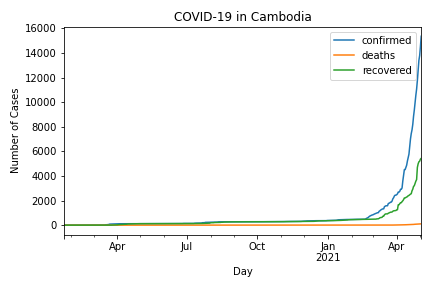 COVID-19 in Cambodia
confirmed
deaths
recovered
Number of Cases
16000
14000
12000
10000
8000
6000
4000
2000
0
Apr
Jul
Oct
Jan
2021
Apr
Day